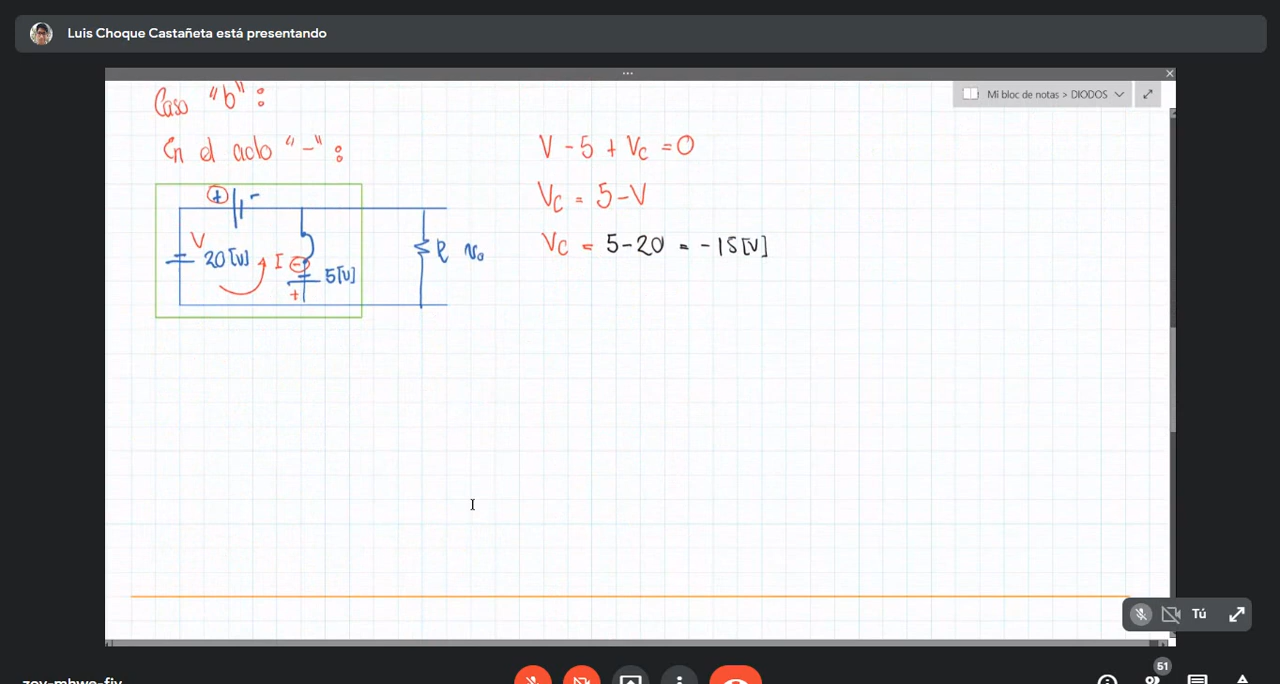 Luis Choque Castañeta está presentando
Mi bloc de notas > DIODOS
Caso "b" :
En el ciclo "-" :
V - 5 + Vc = 0
Vc = 5 - V
Vc = 5 - 20 = - 15 [V]
+ -
V
20 [V]
I
-
5 [V]
+
R
vo
Tú
51